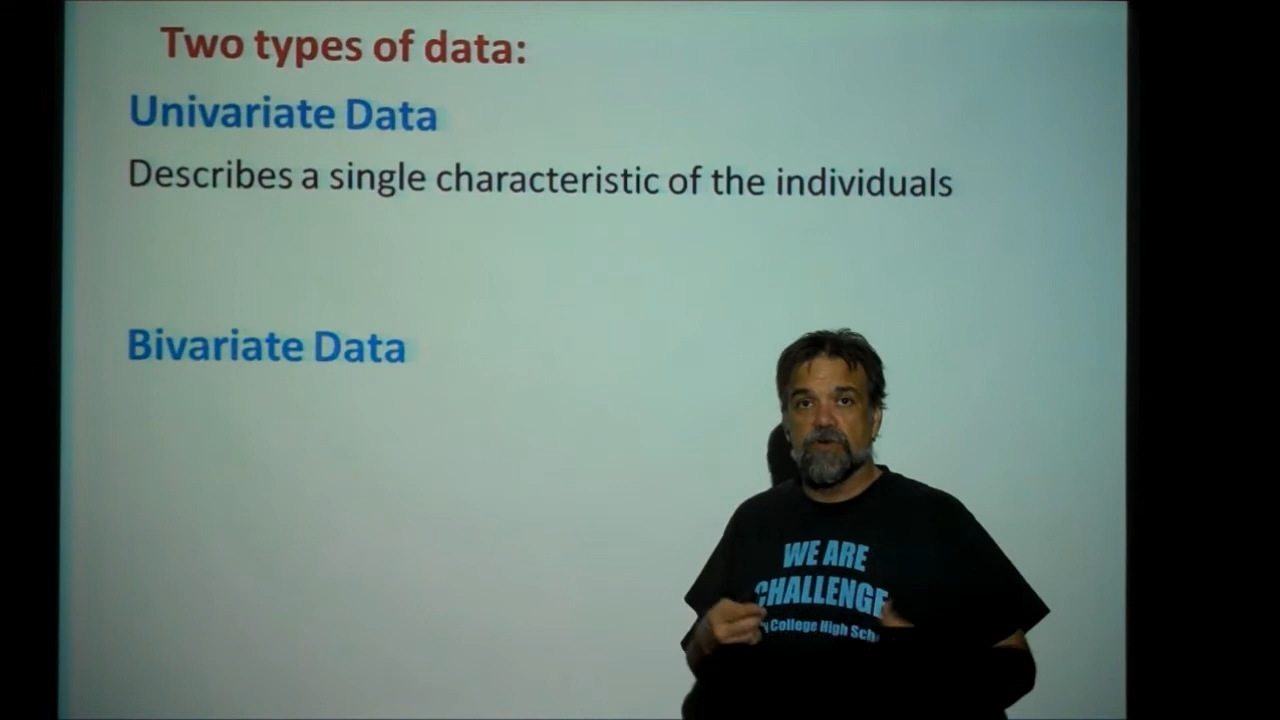 Two types of data:
Univariate Data
Describes a single characteristic of the individuals
Bivariate Data
WE ARE
CHALLENGE
College High